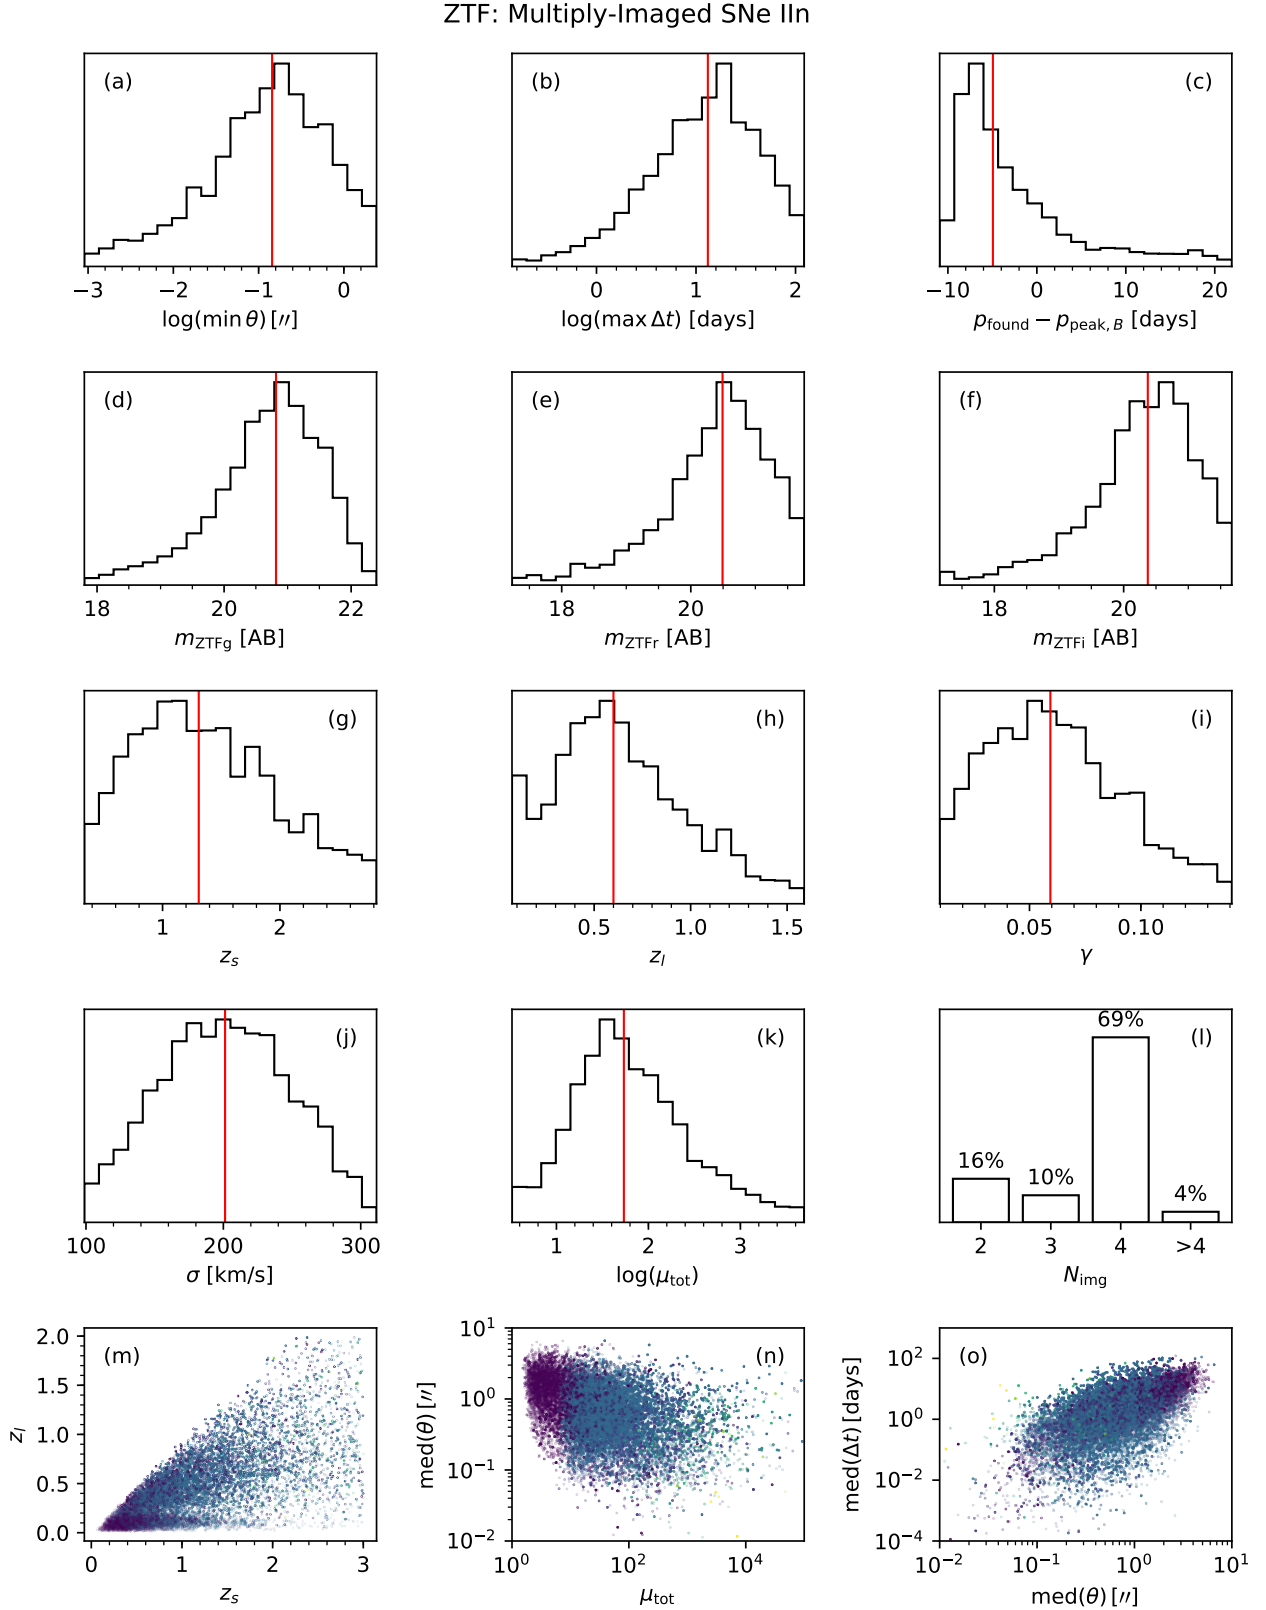 ZTF: Multiply-Imaged SNe IIn
(a)
(b)
(c)
−3 −2 −1 0
0 1 2
−10 0 10 20
log(min θ) [″]
log(max Δt) [days]
p_found − p_peak, B [days]
(d)
(e)
(f)
18 20 22
18 20
18 20
m_ZTFg [AB]
m_ZTFr [AB]
m_ZTFi [AB]
(g)
(h)
(i)
1 2
0.5 1.0 1.5
0.05 0.10
z_s
z_l
γ
(j)
(k)
(l)
69%
16%
10%
4%
100 200 300
1 2 3
2 3 4 >4
σ [km/s]
log(μ_tot)
N_img
(m)
(n)
(o)
2.0
1.5
1.0
0.5
0.0
z_l
0 1 2 3
z_s
10^1
10^0
10^−1
10^−2
med(θ) [″]
10^0 10^2 10^4
μ_tot
10^2
10^0
10^−2
10^−4
med(Δt) [days]
10^−2 10^−1 10^0 10^1
med(θ) [″]